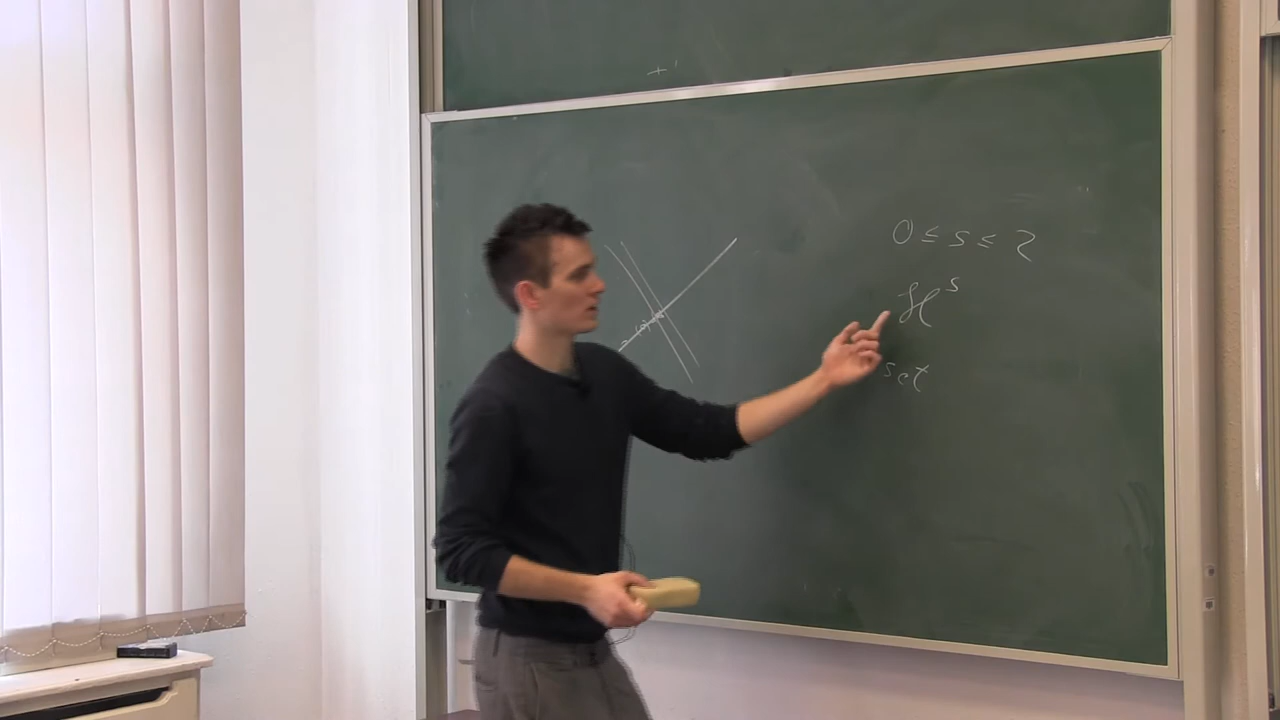 0 ≤ s ≤ 2
ℋ^s
set